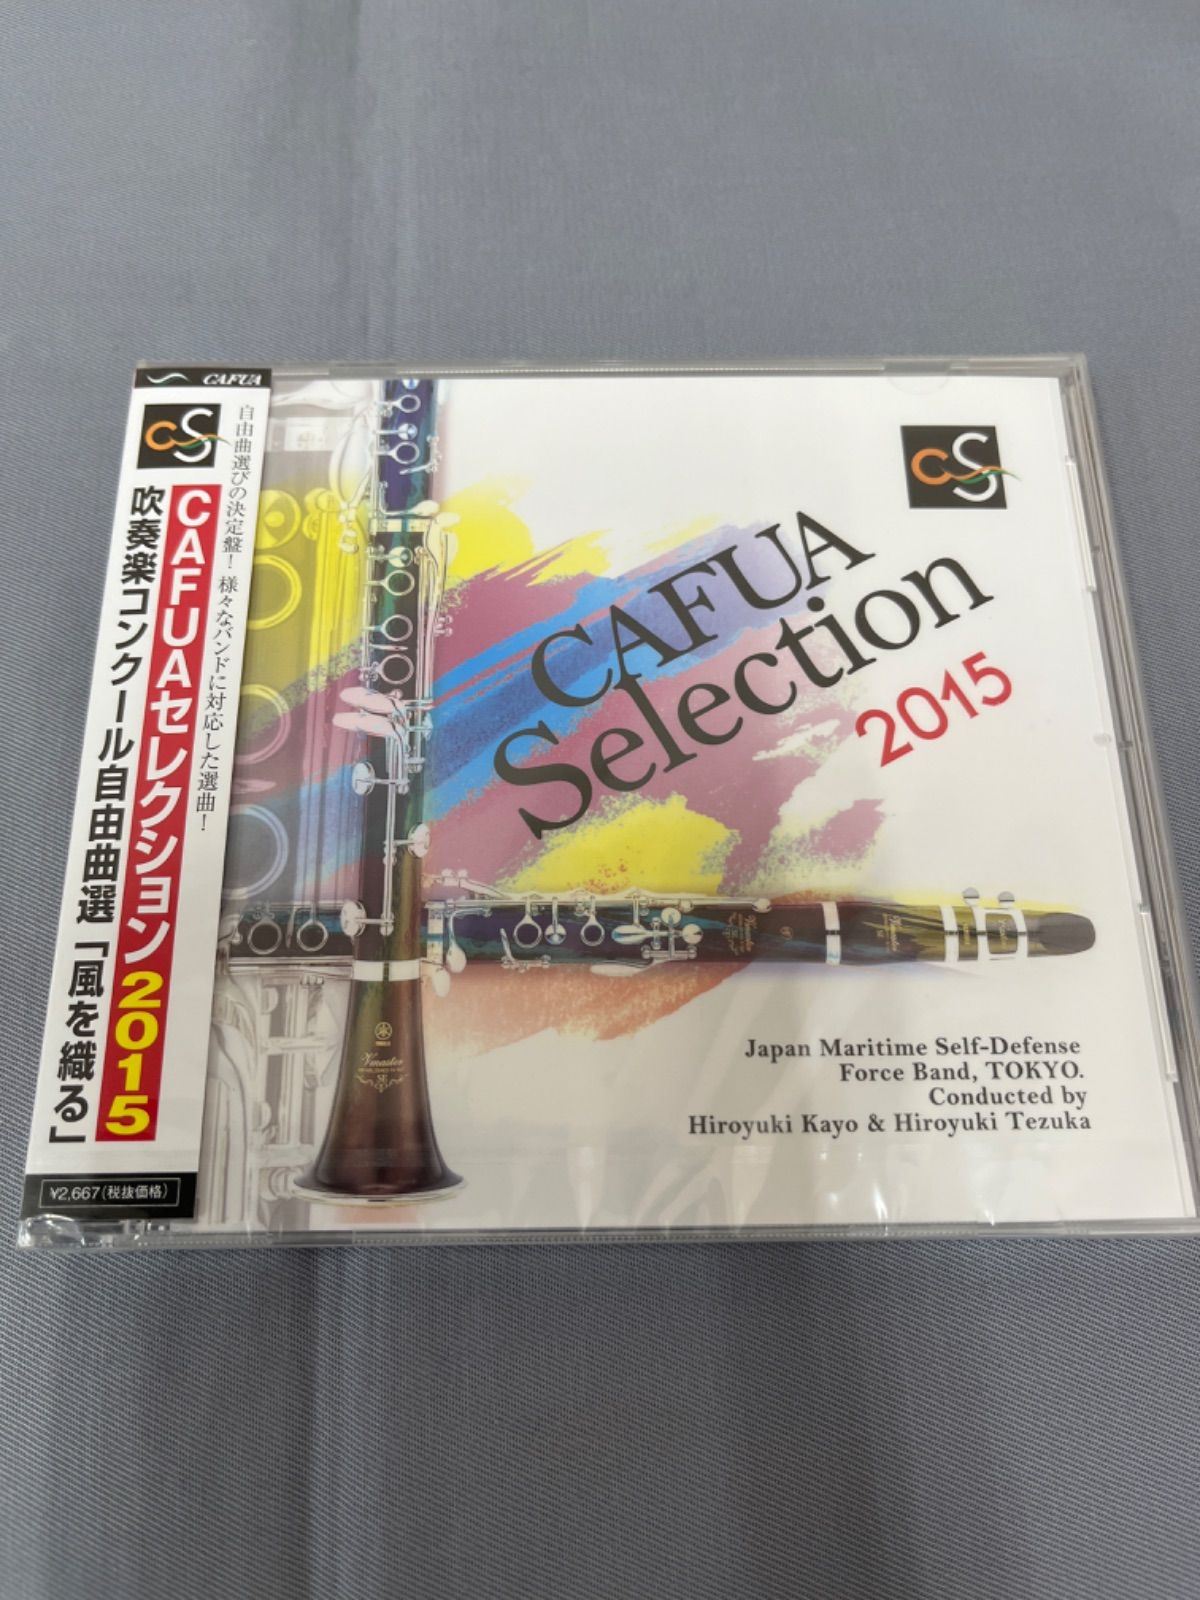 CAFUA
CS
自由曲選びの決定盤！様々なバンドに対応した選曲！
CAFUAセレクション2015
吹奏楽コンクール自由曲選「風を織る」
¥2,667(税抜価格)
CS
CAFUA
Selection
2015
Vmaster
SE
Japan Maritime Self-Defense
Force Band, TOKYO.
Conducted by
Hiroyuki Kayo & Hiroyuki Tezuka